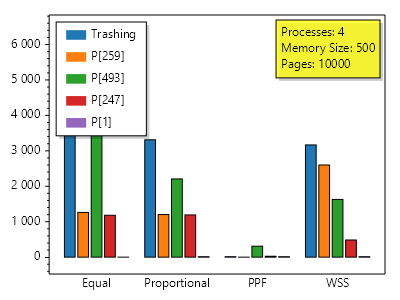 6 000
5 000
4 000
3 000
2 000
1 000
0
Trashing
P[259]
P[493]
P[247]
P[1]
Processes: 4
Memory Size: 500
Pages: 10000
Equal
Proportional
PPF
WSS